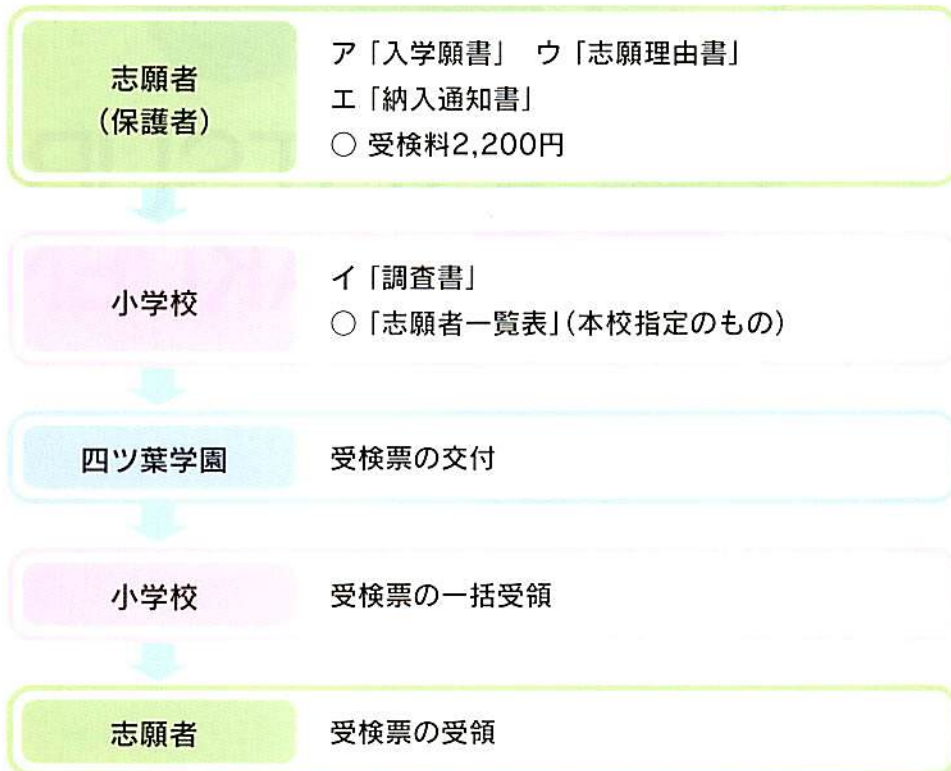 志願者
(保護者)
ア「入学願書」 ウ「志願理由書」
エ「納入通知書」
○ 受検料2,200円
小学校
イ「調査書」
○「志願者一覧表」(本校指定のもの)
四ツ葉学園
受検票の交付
小学校
受検票の一括受領
志願者
受検票の受領